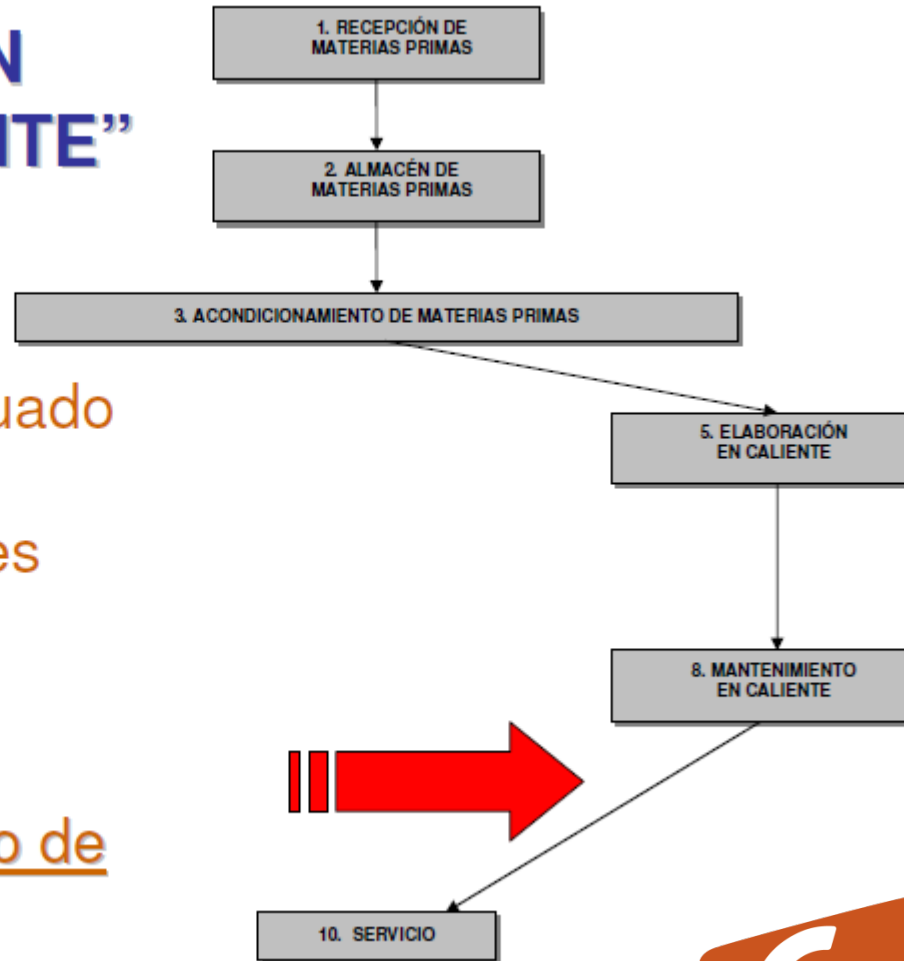 N
NTE”
1. RECEPCIÓN DE
MATERIAS PRIMAS
2. ALMACÉN DE
MATERIAS PRIMAS
3. ACONDICIONAMIENTO DE MATERIAS PRIMAS
uado
5. ELABORACIÓN
EN CALIENTE
es
8. MANTENIMIENTO
EN CALIENTE
o de
10. SERVICIO